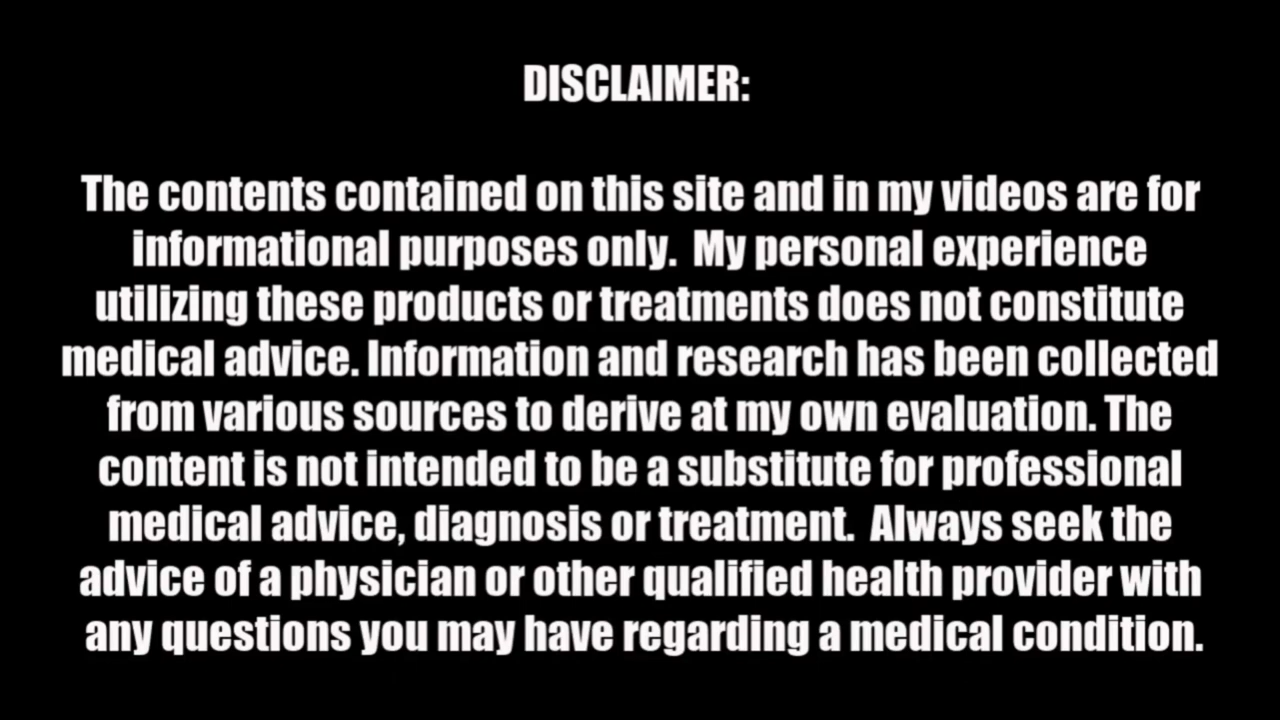 DISCLAIMER:
The contents contained on this site and in my videos are for
informational purposes only.  My personal experience
utilizing these products or treatments does not constitute
medical advice. Information and research has been collected
from various sources to derive at my own evaluation. The
content is not intended to be a substitute for professional
medical advice, diagnosis or treatment.  Always seek the
advice of a physician or other qualified health provider with
any questions you may have regarding a medical condition.